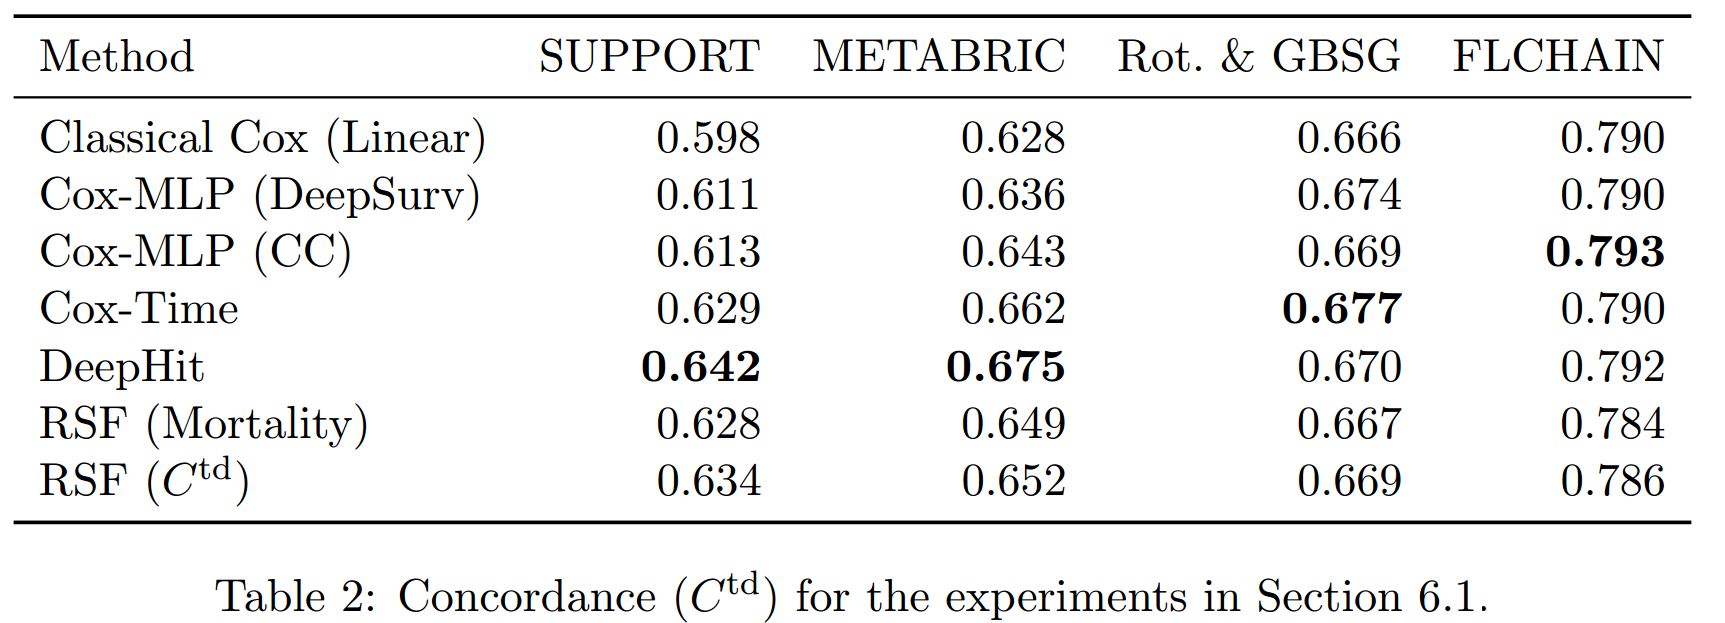 Method SUPPORT METABRIC Rot. & GBSG FLCHAIN
Classical Cox (Linear) 0.598 0.628 0.666 0.790
Cox-MLP (DeepSurv) 0.611 0.636 0.674 0.790
Cox-MLP (CC) 0.613 0.643 0.669 0.793
Cox-Time 0.629 0.662 0.677 0.790
DeepHit 0.642 0.675 0.670 0.792
RSF (Mortality) 0.628 0.649 0.667 0.784
RSF (C^td) 0.634 0.652 0.669 0.786
Table 2: Concordance (C^td) for the experiments in Section 6.1.